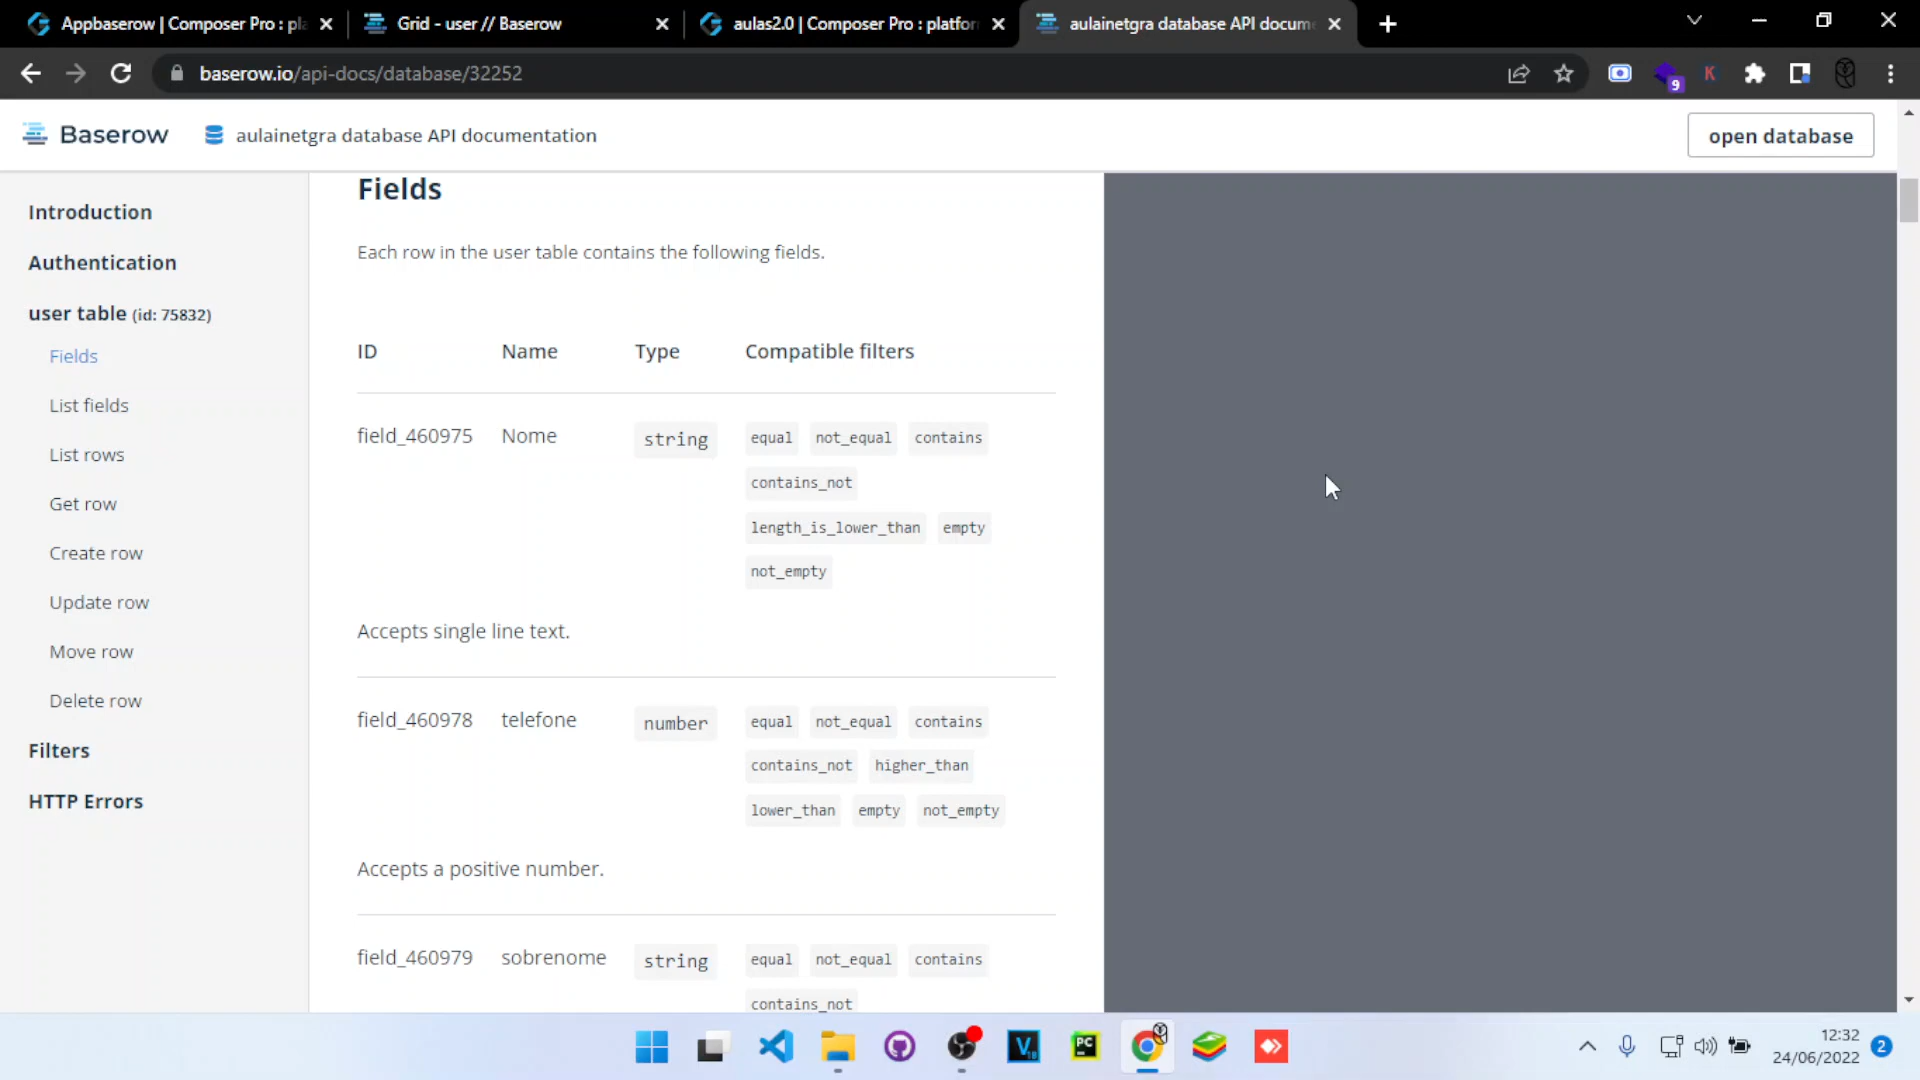 Appbaserow | Composer Pro : pla
Grid - user // Baserow
aulas2.0 | Composer Pro : platfor
aulainetgra database API docum
baserow.io/api-docs/database/32252
K
9
Baserow
aulainetgra database API documentation
open database
Introduction
Authentication
user table (id: 75832)
Fields
List fields
List rows
Get row
Create row
Update row
Move row
Delete row
Filters
HTTP Errors
Fields
Each row in the user table contains the following fields.
ID Name Type Compatible filters
field_460975 Nome string equal not_equal contains
contains_not
length_is_lower_than empty
not_empty
Accepts single line text.
field_460978 telefone number equal not_equal contains
contains_not higher_than
lower_than empty not_empty
Accepts a positive number.
field_460979 sobrenome string equal not_equal contains
contains_not
PC
12:32
24/06/2022
2